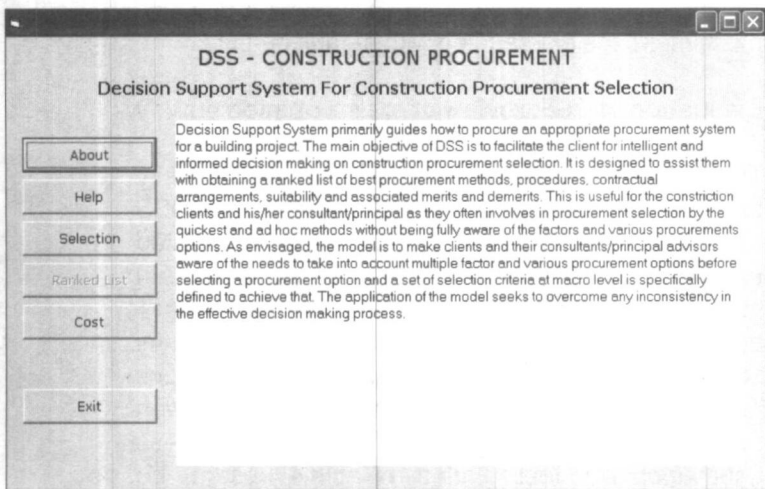 DSS - CONSTRUCTION PROCUREMENT
Decision Support System For Construction Procurement Selection
About
Help
Selection
Ranked List
Cost
Exit
Decision Support System primarily guides how to procure an appropriate procurement system
for a building project. The main objective of DSS is to facilitate the client for intelligent and
informed decision making on construction procurement selection. It is designed to assist them
with obtaining a ranked list of best procurement methods, procedures, contractual
arrangements, suitability and associated merits and demerits. This is useful for the constriction
clients and his/her consultant/principal as they often involves in procurement selection by the
quickest and ad hoc methods without being fully aware of the factors and various procurements
options. As envisaged, the model is to make clients and their consultants/principal advisors
aware of the needs to take into account multiple factor and various procurement options before
selecting a procurement option and a set of selection criteria at macro level is specifically
defined to achieve that. The application of the model seeks to overcome any inconsistency in
the effective decision making process.